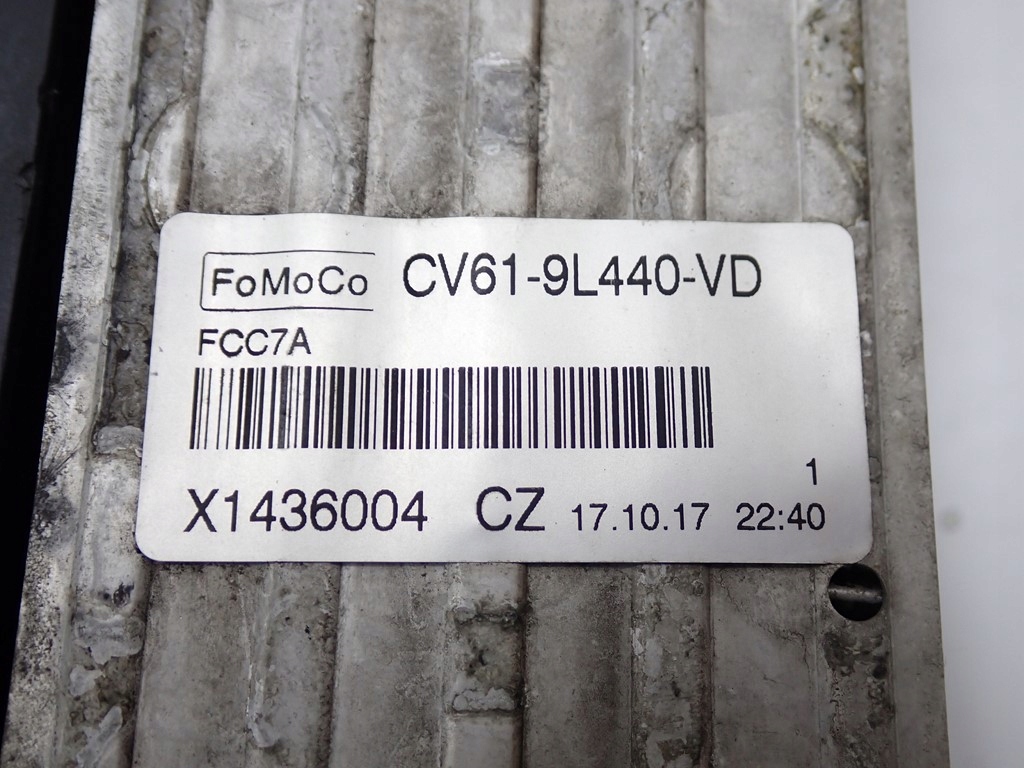 FoMoCo CV61-9L440-VD
FCC7A
1
X1436004 CZ 17.10.17 22:40